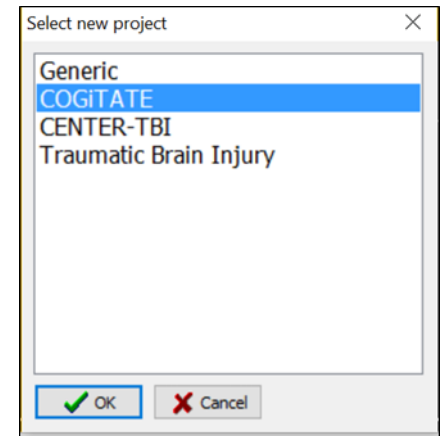 Select new project
Generic
COGiTATE
CENTER-TBI
Traumatic Brain Injury
OK
Cancel